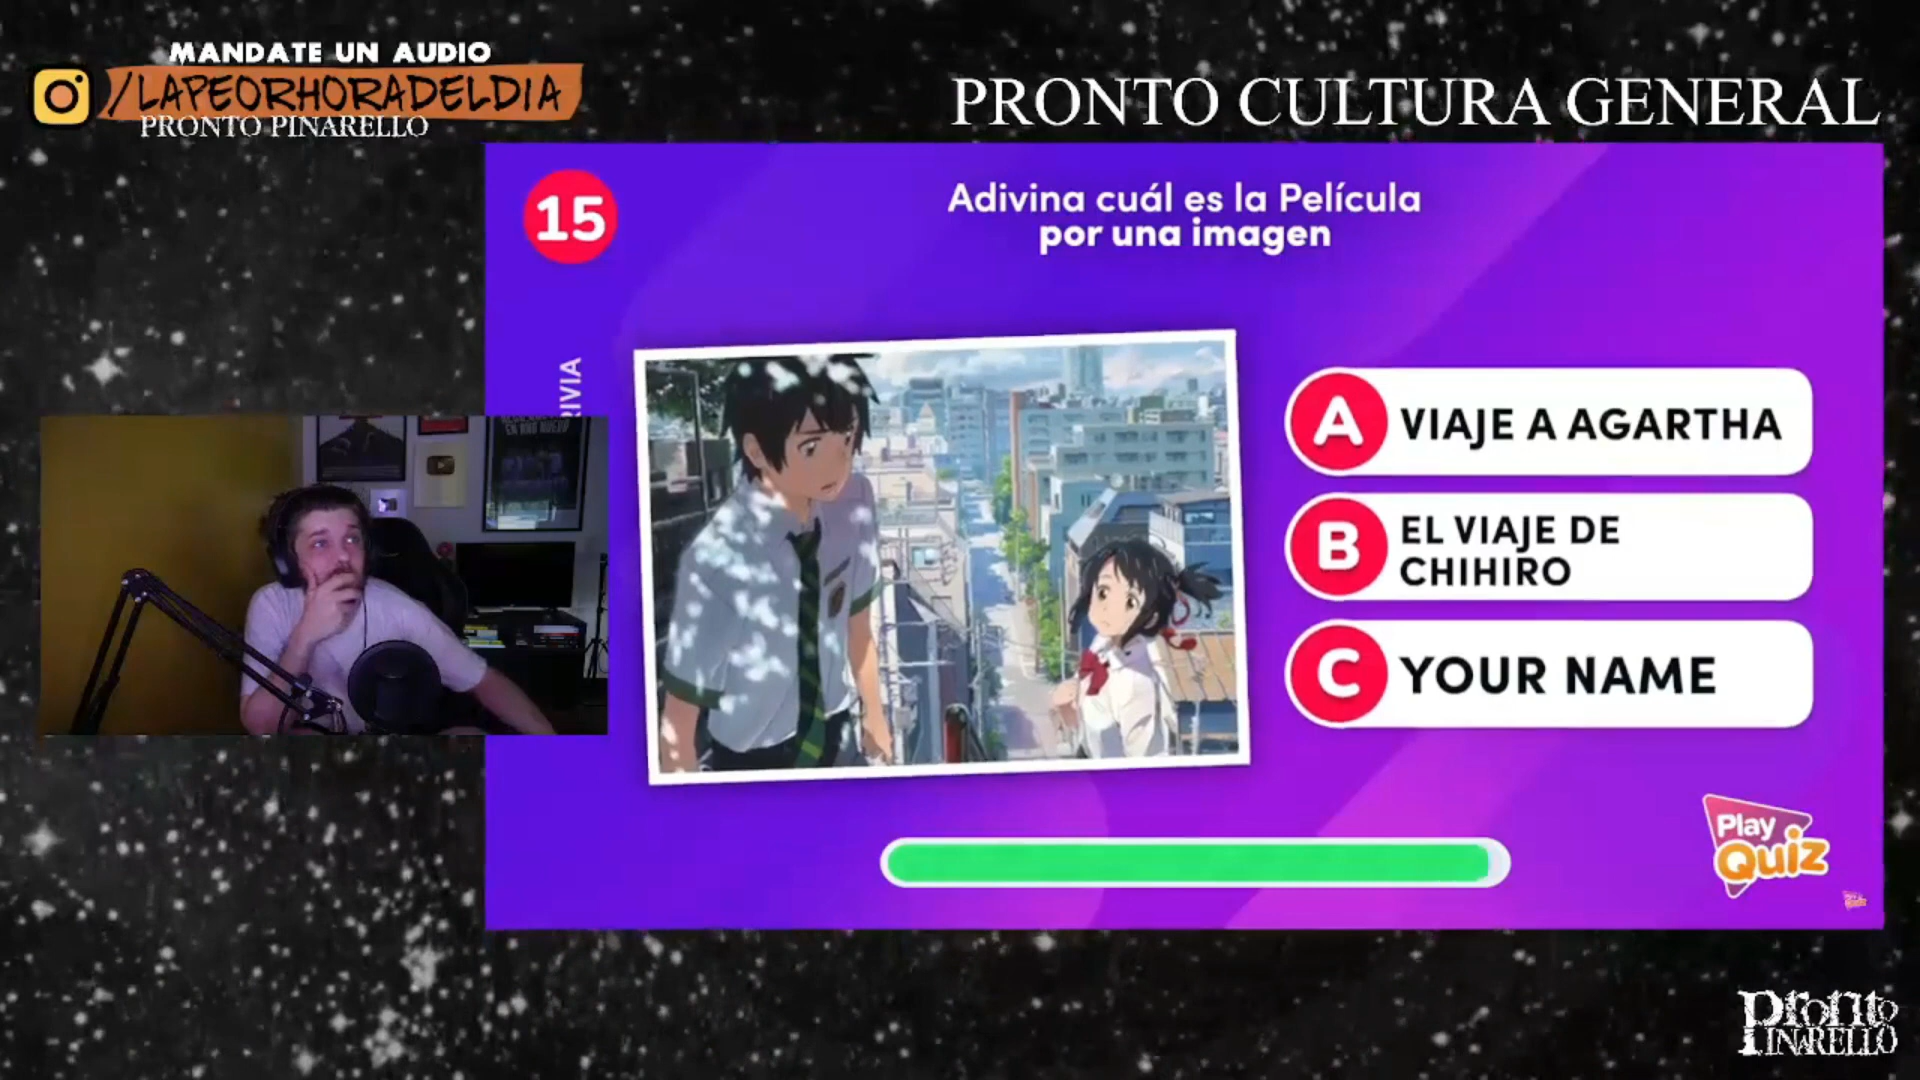 MANDATE UN AUDIO
/LAPEORHORADELDIA
PRONTO PINARELLO
PRONTO CULTURA GENERAL
15
Adivina cuál es la Película
por una imagen
RIVIA
A VIAJE A AGARTHA
B EL VIAJE DE
CHIHIRO
C YOUR NAME
Play
Quiz
Pronto
PINARELLO